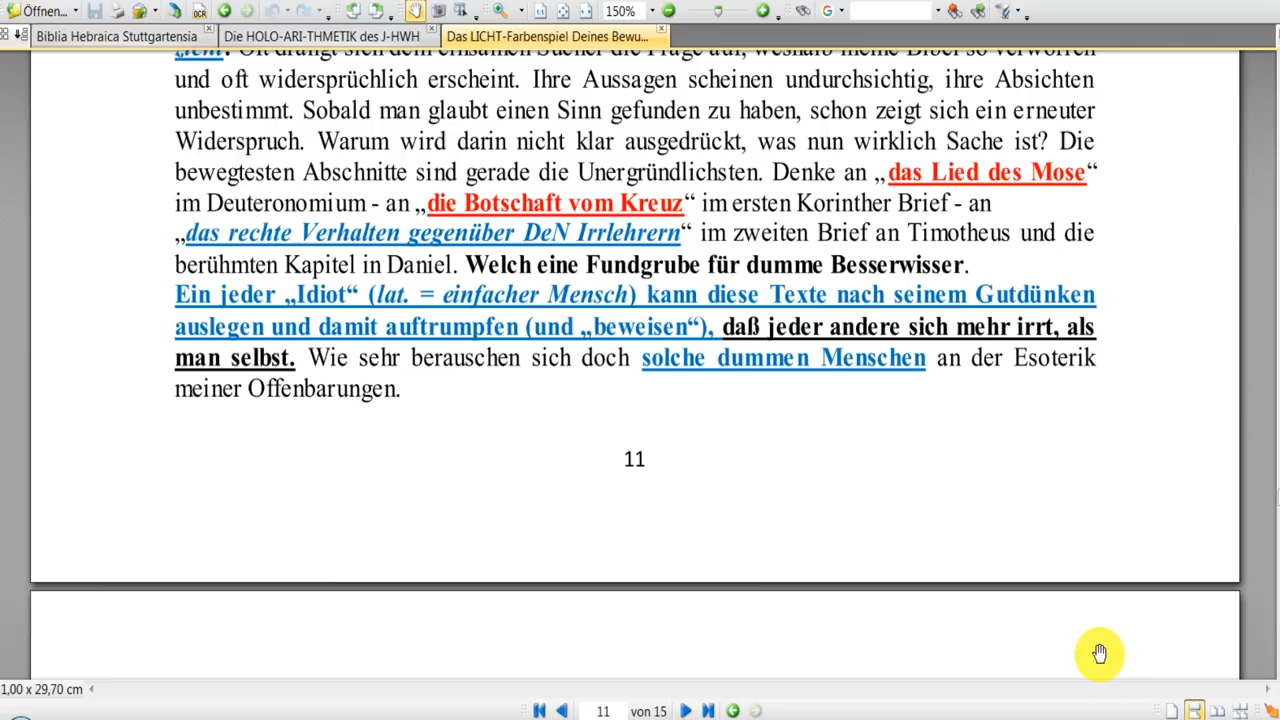 Öffnen...
OCR
150%
G
Biblia Hebraica Stuttgartensia
Die HOLO-ARI-THMETIK des J-HWH
Das LICHT-Farbenspiel Deines Bewu...
und oft widersprüchlich erscheint. Ihre Aussagen scheinen undurchsichtig, ihre Absichten
unbestimmt. Sobald man glaubt einen Sinn gefunden zu haben, schon zeigt sich ein erneuter
Widerspruch. Warum wird darin nicht klar ausgedrückt, was nun wirklich Sache ist? Die
bewegtesten Abschnitte sind gerade die Unergründlichsten. Denke an „das Lied des Mose“
im Deuteronomium - an „die Botschaft vom Kreuz“ im ersten Korinther Brief - an
„das rechte Verhalten gegenüber DeN Irrlehrern“ im zweiten Brief an Timotheus und die
berühmten Kapitel in Daniel. Welch eine Fundgrube für dumme Besserwisser.
Ein jeder „Idiot“ (lat. = einfacher Mensch) kann diese Texte nach seinem Gutdünken
auslegen und damit auftrumpfen (und „beweisen“), daß jeder andere sich mehr irrt, als
man selbst. Wie sehr berauschen sich doch solche dummen Menschen an der Esoterik
meiner Offenbarungen.
11
1,00 x 29,70 cm
11 von 15